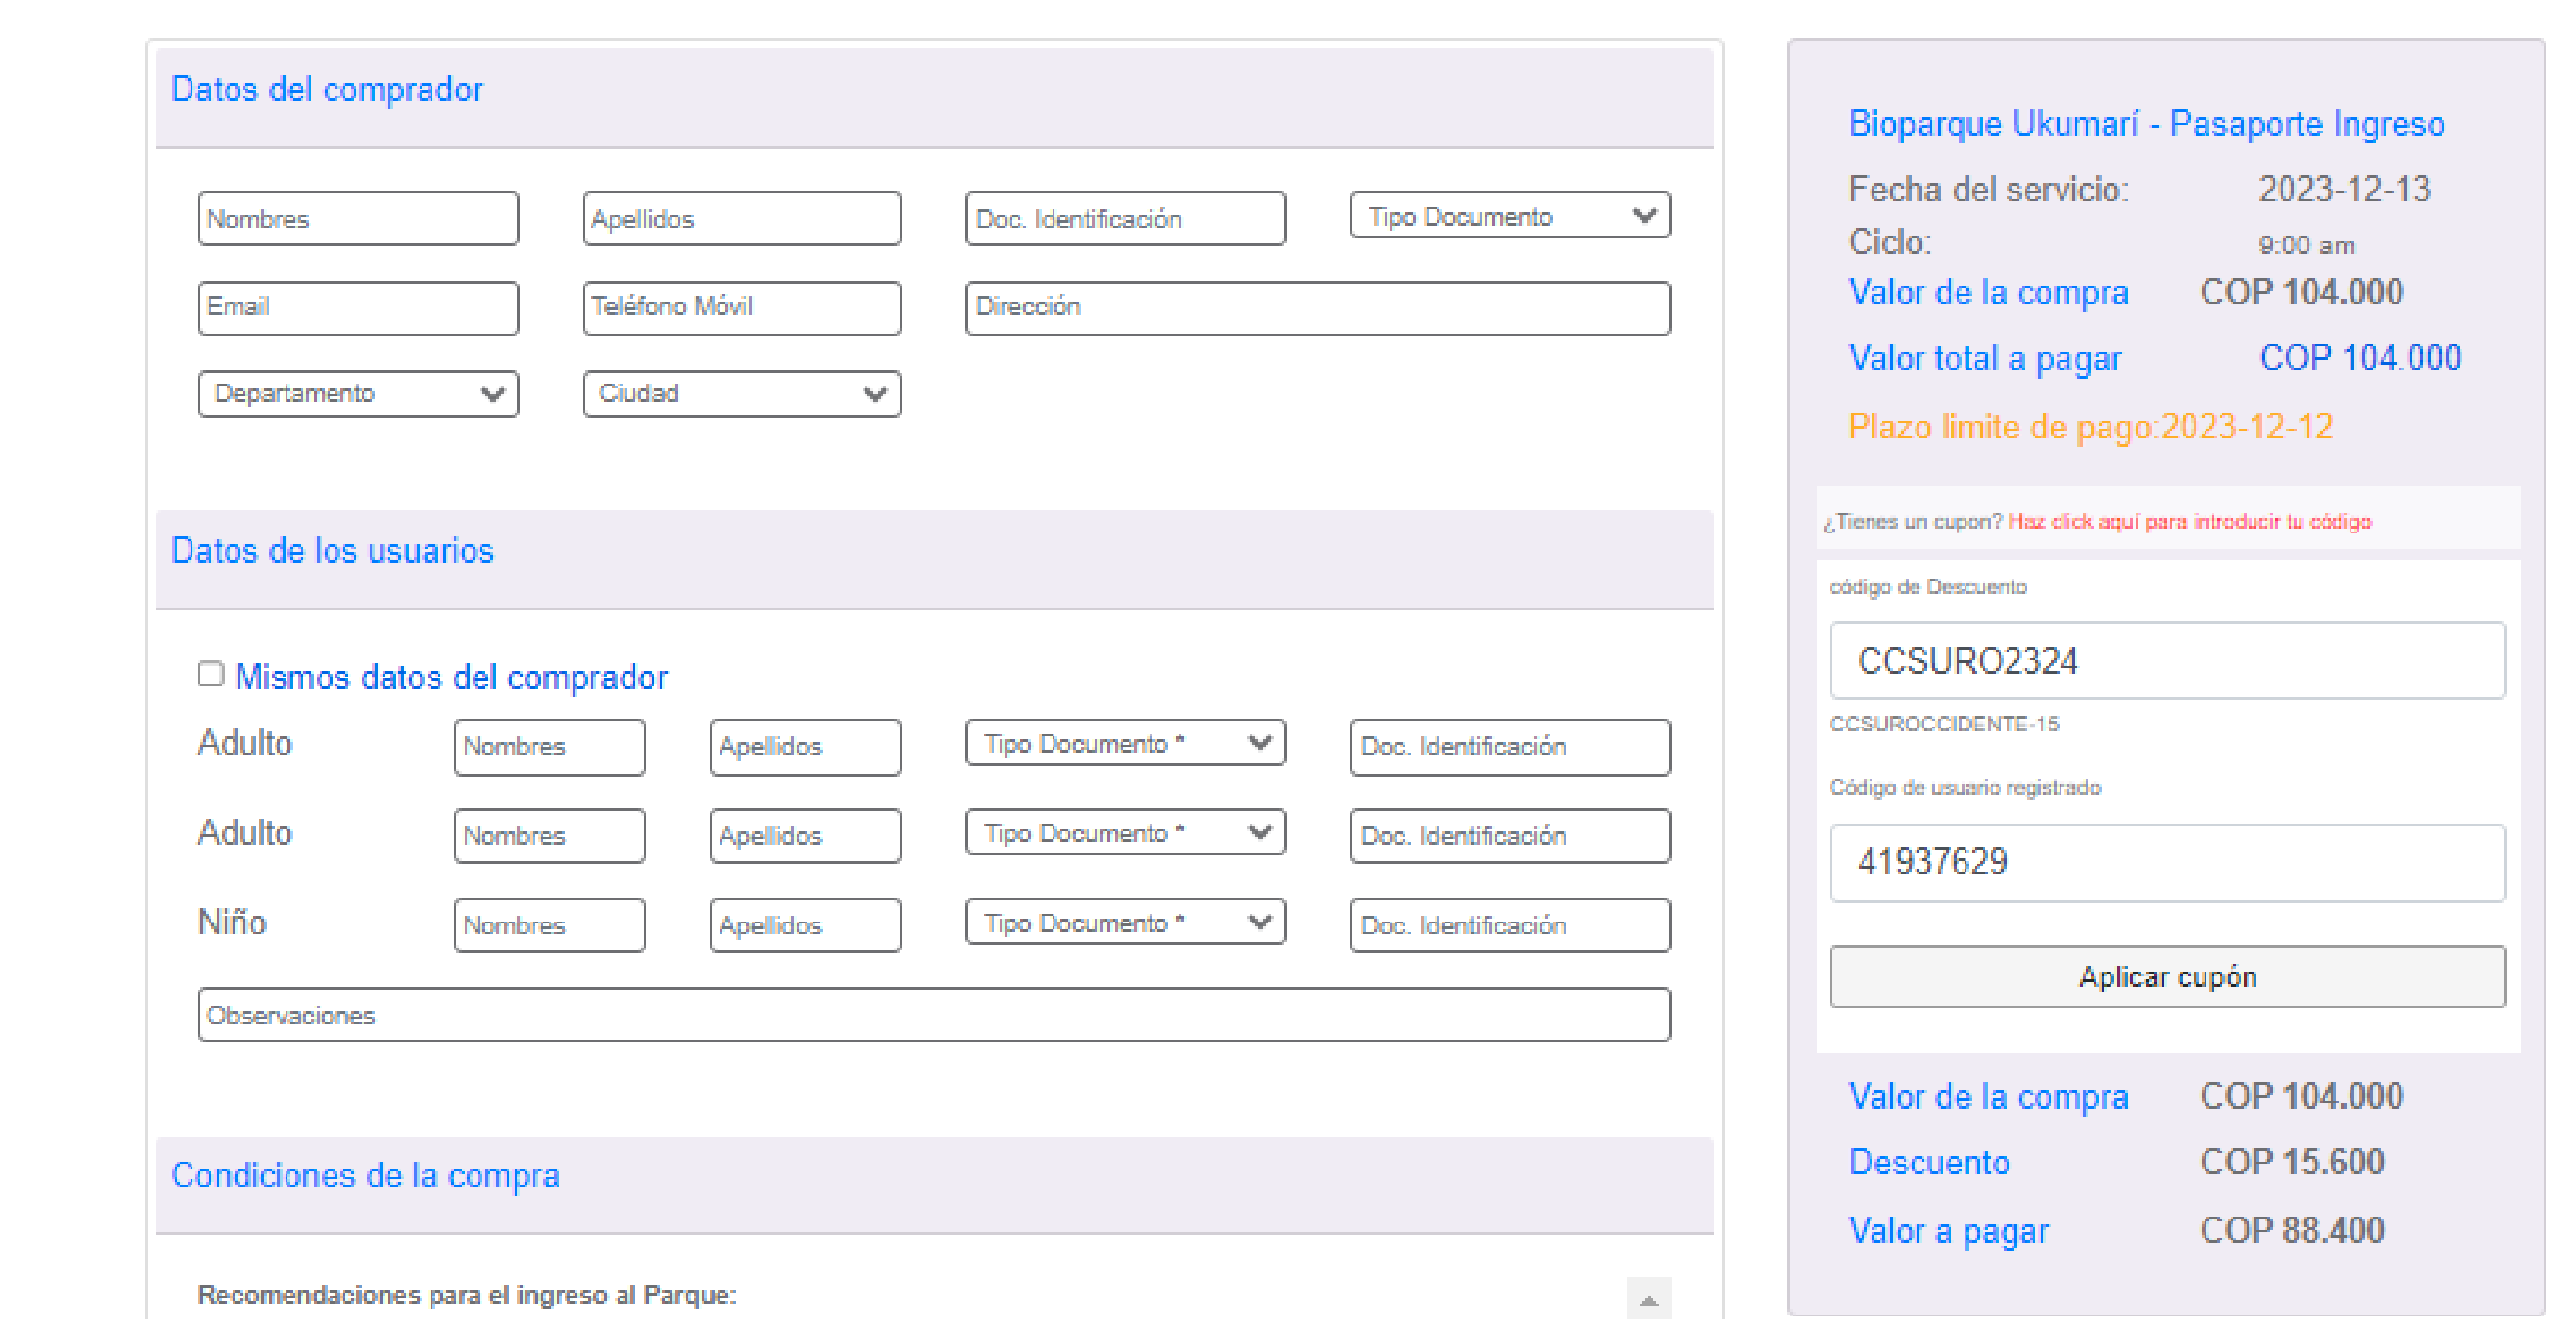 Datos del comprador
Nombres
Apellidos
Doc. Identificación
Tipo Documento
Email
Teléfono Móvil
Dirección
Departamento
Ciudad
Datos de los usuarios
Mismos datos del comprador
Adulto
Nombres
Apellidos
Tipo Documento *
Doc. Identificación
Adulto
Nombres
Apellidos
Tipo Documento *
Doc. Identificación
Niño
Nombres
Apellidos
Tipo Documento *
Doc. Identificación
Observaciones
Condiciones de la compra
Recomendaciones para el ingreso al Parque:
Bioparque Ukumarí - Pasaporte Ingreso
Fecha del servicio: 2023-12-13
Ciclo: 9:00 am
Valor de la compra COP 104.000
Valor total a pagar COP 104.000
Plazo limite de pago:2023-12-12
¿Tienes un cupon? Haz click aquí para introducir tu código
código de Descuento
CCSURO2324
CCSUROCCIDENTE-15
Código de usuario registrado
41937629
Aplicar cupón
Valor de la compra COP 104.000
Descuento COP 15.600
Valor a pagar COP 88.400